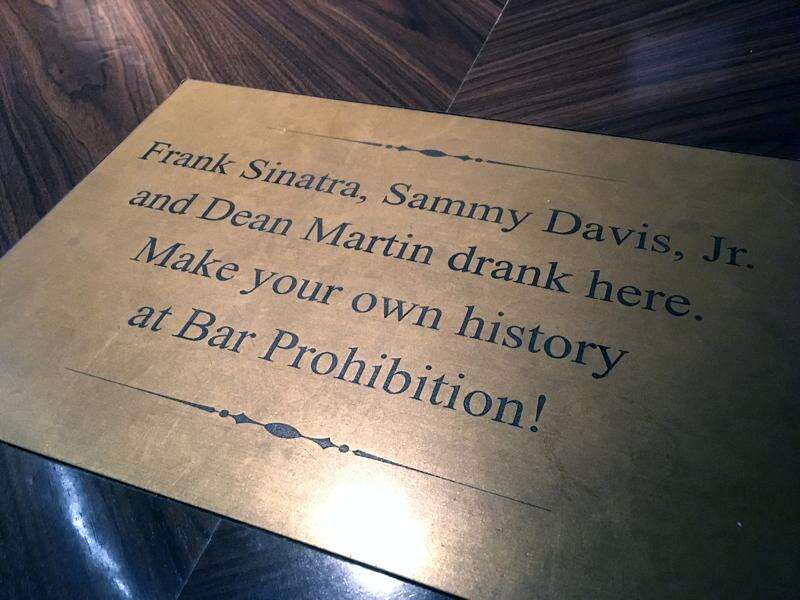 Frank Sinatra, Sammy Davis, Jr.
and Dean Martin drank here.
Make your own history
at Bar Prohibition!